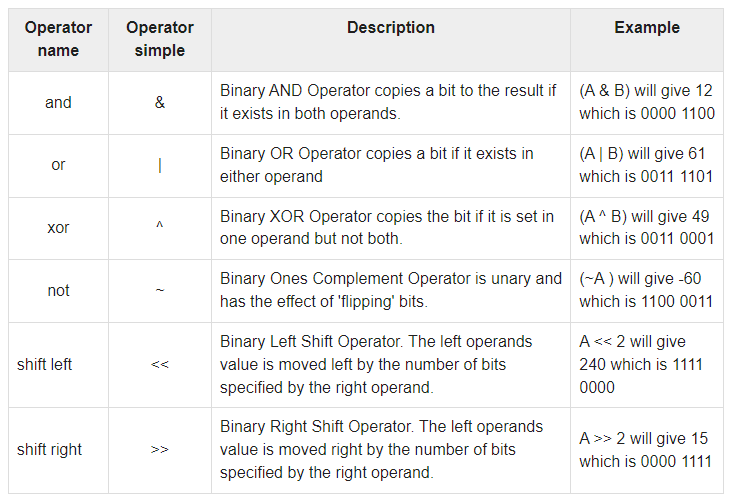 Operator name
Operator simple
Description
Example
and
&
Binary AND Operator copies a bit to the result if
it exists in both operands.
(A & B) will give 12
which is 0000 1100
or
|
Binary OR Operator copies a bit if it exists in
either operand
(A | B) will give 61
which is 0011 1101
xor
^
Binary XOR Operator copies the bit if it is set in
one operand but not both.
(A ^ B) will give 49
which is 0011 0001
not
~
Binary Ones Complement Operator is unary and
has the effect of 'flipping' bits.
(~A ) will give -60
which is 1100 0011
shift left
<<
Binary Left Shift Operator. The left operands
value is moved left by the number of bits
specified by the right operand.
A << 2 will give
240 which is 1111
0000
shift right
>>
Binary Right Shift Operator. The left operands
value is moved right by the number of bits
specified by the right operand.
A >> 2 will give 15
which is 0000 1111